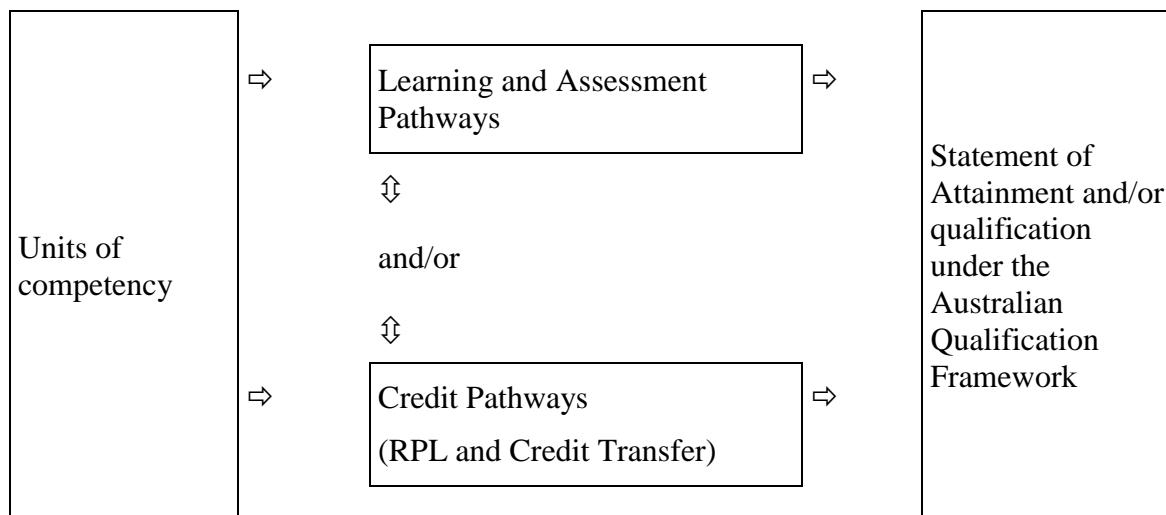 Units of
competency
⇨
Learning and Assessment
Pathways
⇨
⇳
and/or
⇳
⇨
Credit Pathways
(RPL and Credit Transfer)
⇨
Statement of
Attainment and/or
qualification
under the
Australian
Qualification
Framework